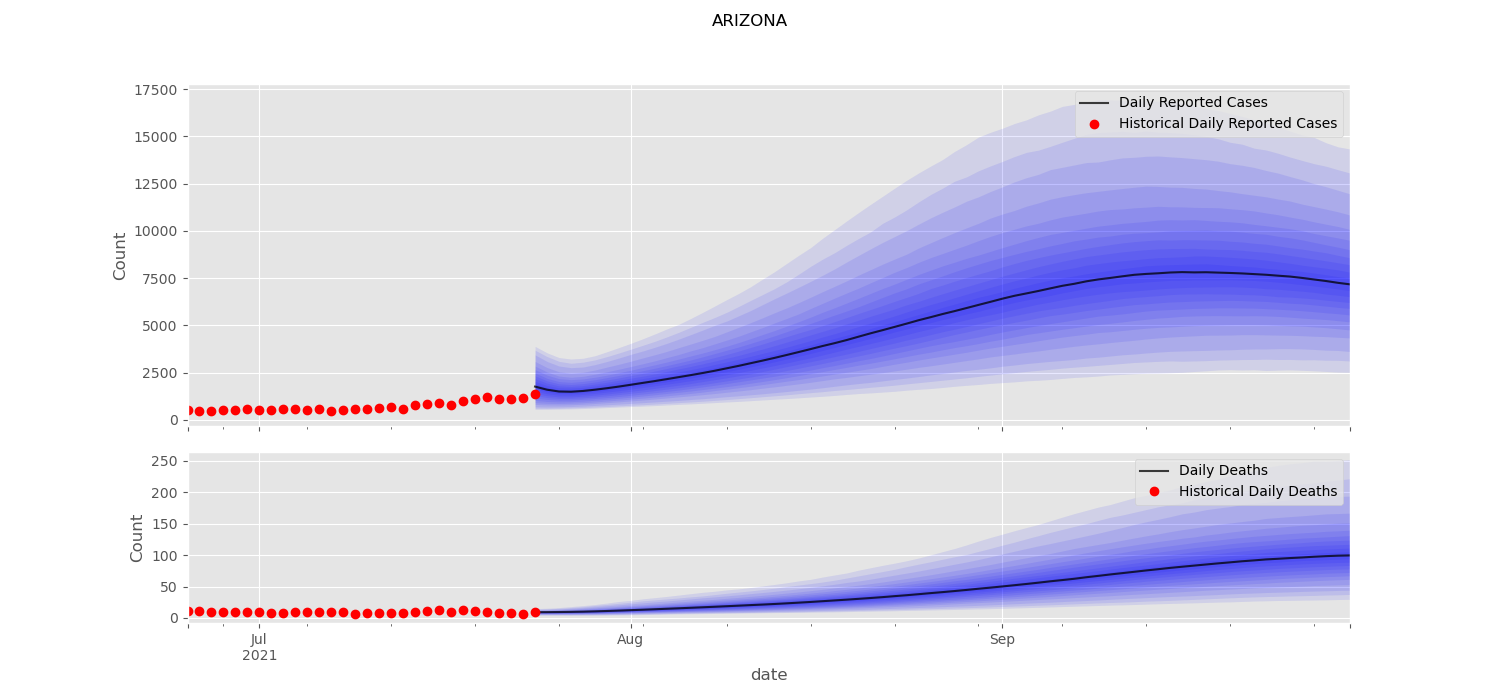 ARIZONA
17500
15000
12500
10000
7500
5000
2500
0
Count
Daily Reported Cases
Historical Daily Reported Cases
250
200
150
100
50
0
Count
Daily Deaths
Historical Daily Deaths
Jul
2021
Aug
Sep
date